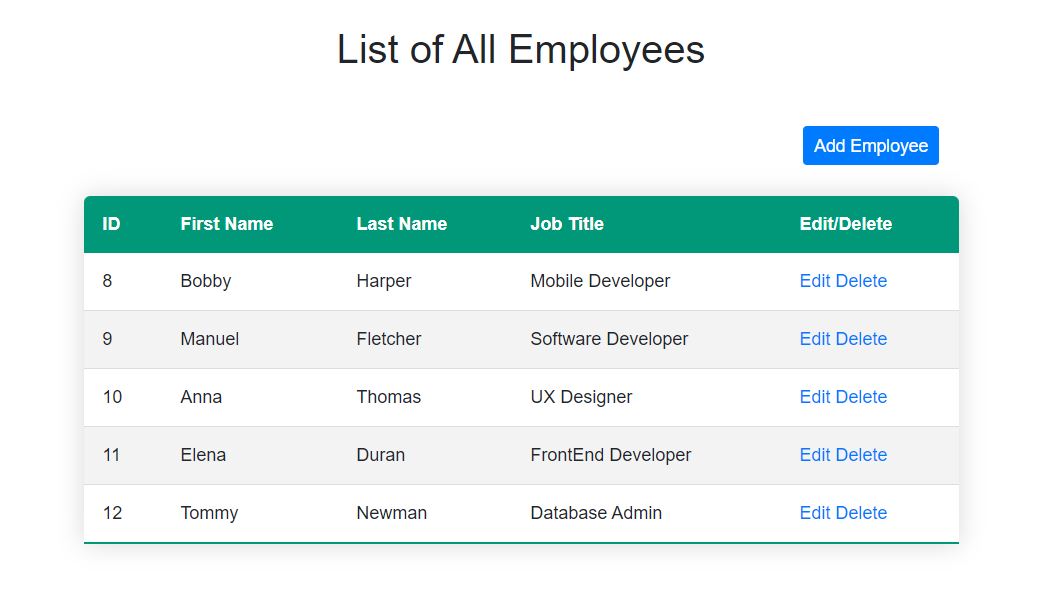 List of All Employees
Add Employee
ID First Name Last Name Job Title Edit/Delete
8 Bobby Harper Mobile Developer Edit Delete
9 Manuel Fletcher Software Developer Edit Delete
10 Anna Thomas UX Designer Edit Delete
11 Elena Duran FrontEnd Developer Edit Delete
12 Tommy Newman Database Admin Edit Delete